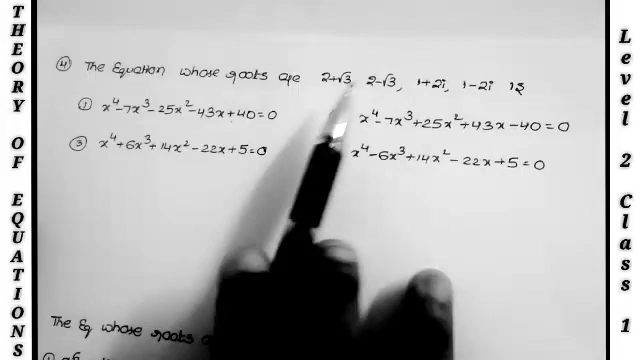 THEORY OF EQUATIONS
④ The Equation whose roots are 2+√3, 2-√3, 1+2i, 1-2i is
① x⁴-7x³-25x²-43x+40=0
x⁴-7x³+25x²+43x-40=0
③ x⁴+6x³+14x²-22x+5=0
x⁴-6x³+14x²-22x+5=0
The Eq whose roots
Level 2 Class 1